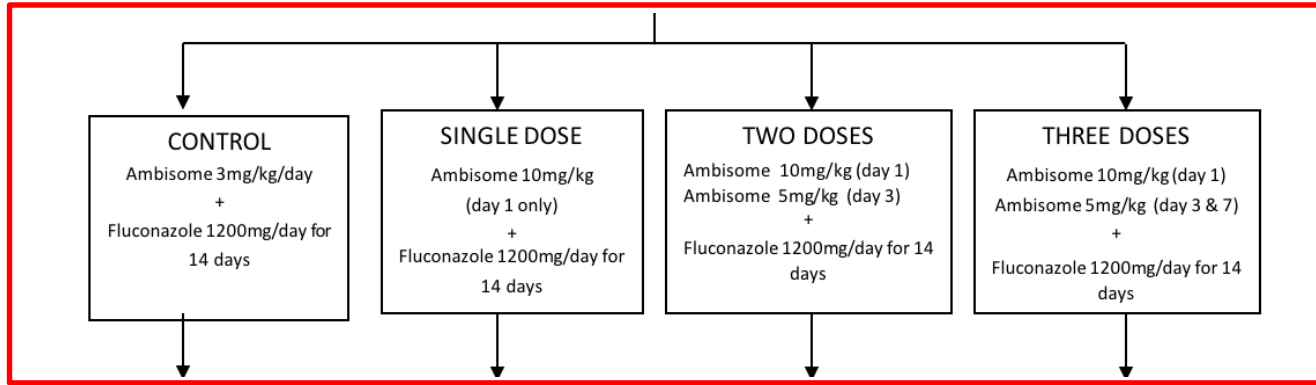 CONTROL
Ambisome 3mg/kg/day
+
Fluconazole 1200mg/day for
14 days
SINGLE DOSE
Ambisome 10mg/kg
(day 1 only)
+
Fluconazole 1200mg/day for
14 days
TWO DOSES
Ambisome 10mg/kg (day 1)
Ambisome 5mg/kg (day 3)
+
Fluconazole 1200mg/day for 14
days
THREE DOSES
Ambisome 10mg/kg (day 1)
Ambisome 5mg/kg (day 3 & 7)
+
Fluconazole 1200mg/day for 14
days